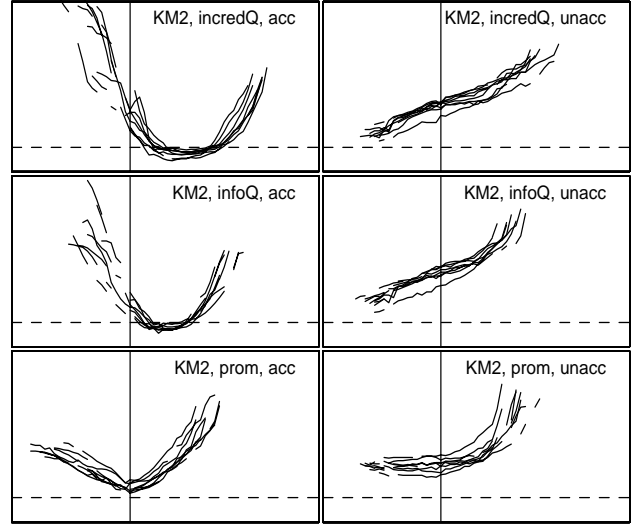 KM2, incredQ, acc
KM2, incredQ, unacc
KM2, infoQ, acc
KM2, infoQ, unacc
KM2, prom, acc
KM2, prom, unacc